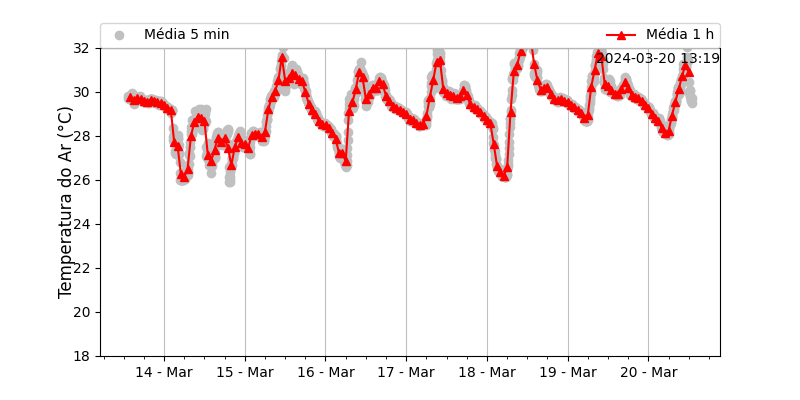 Média 5 min
Média 1 h
2024-03-20 13:19
Temperatura do Ar (°C)
32
30
28
26
24
22
20
18
14 - Mar
15 - Mar
16 - Mar
17 - Mar
18 - Mar
19 - Mar
20 - Mar